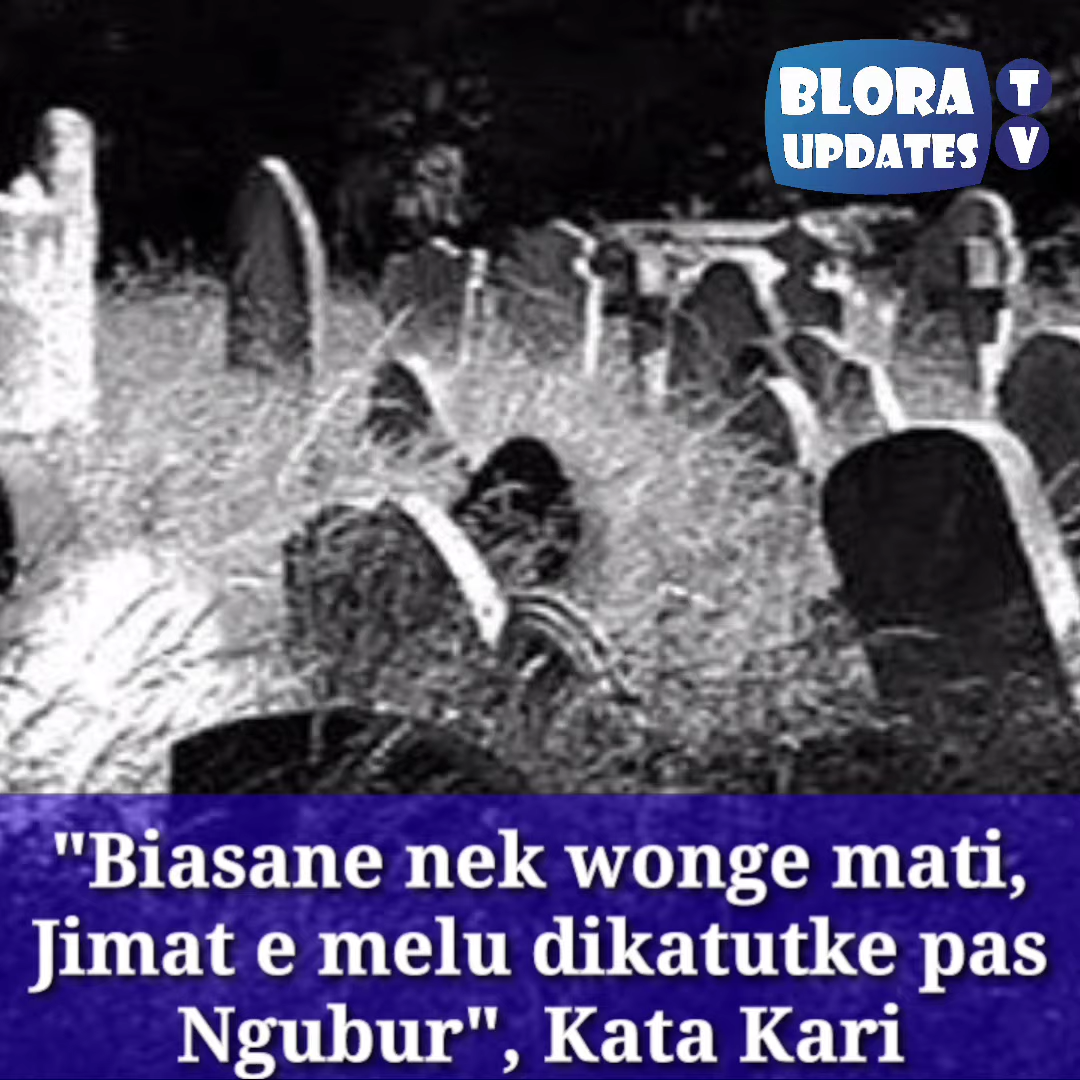 BLORA
UPDATES
T
V
"Biasane nek wonge mati,
Jimat e melu dikatutke pas
Ngubur", Kata Kari